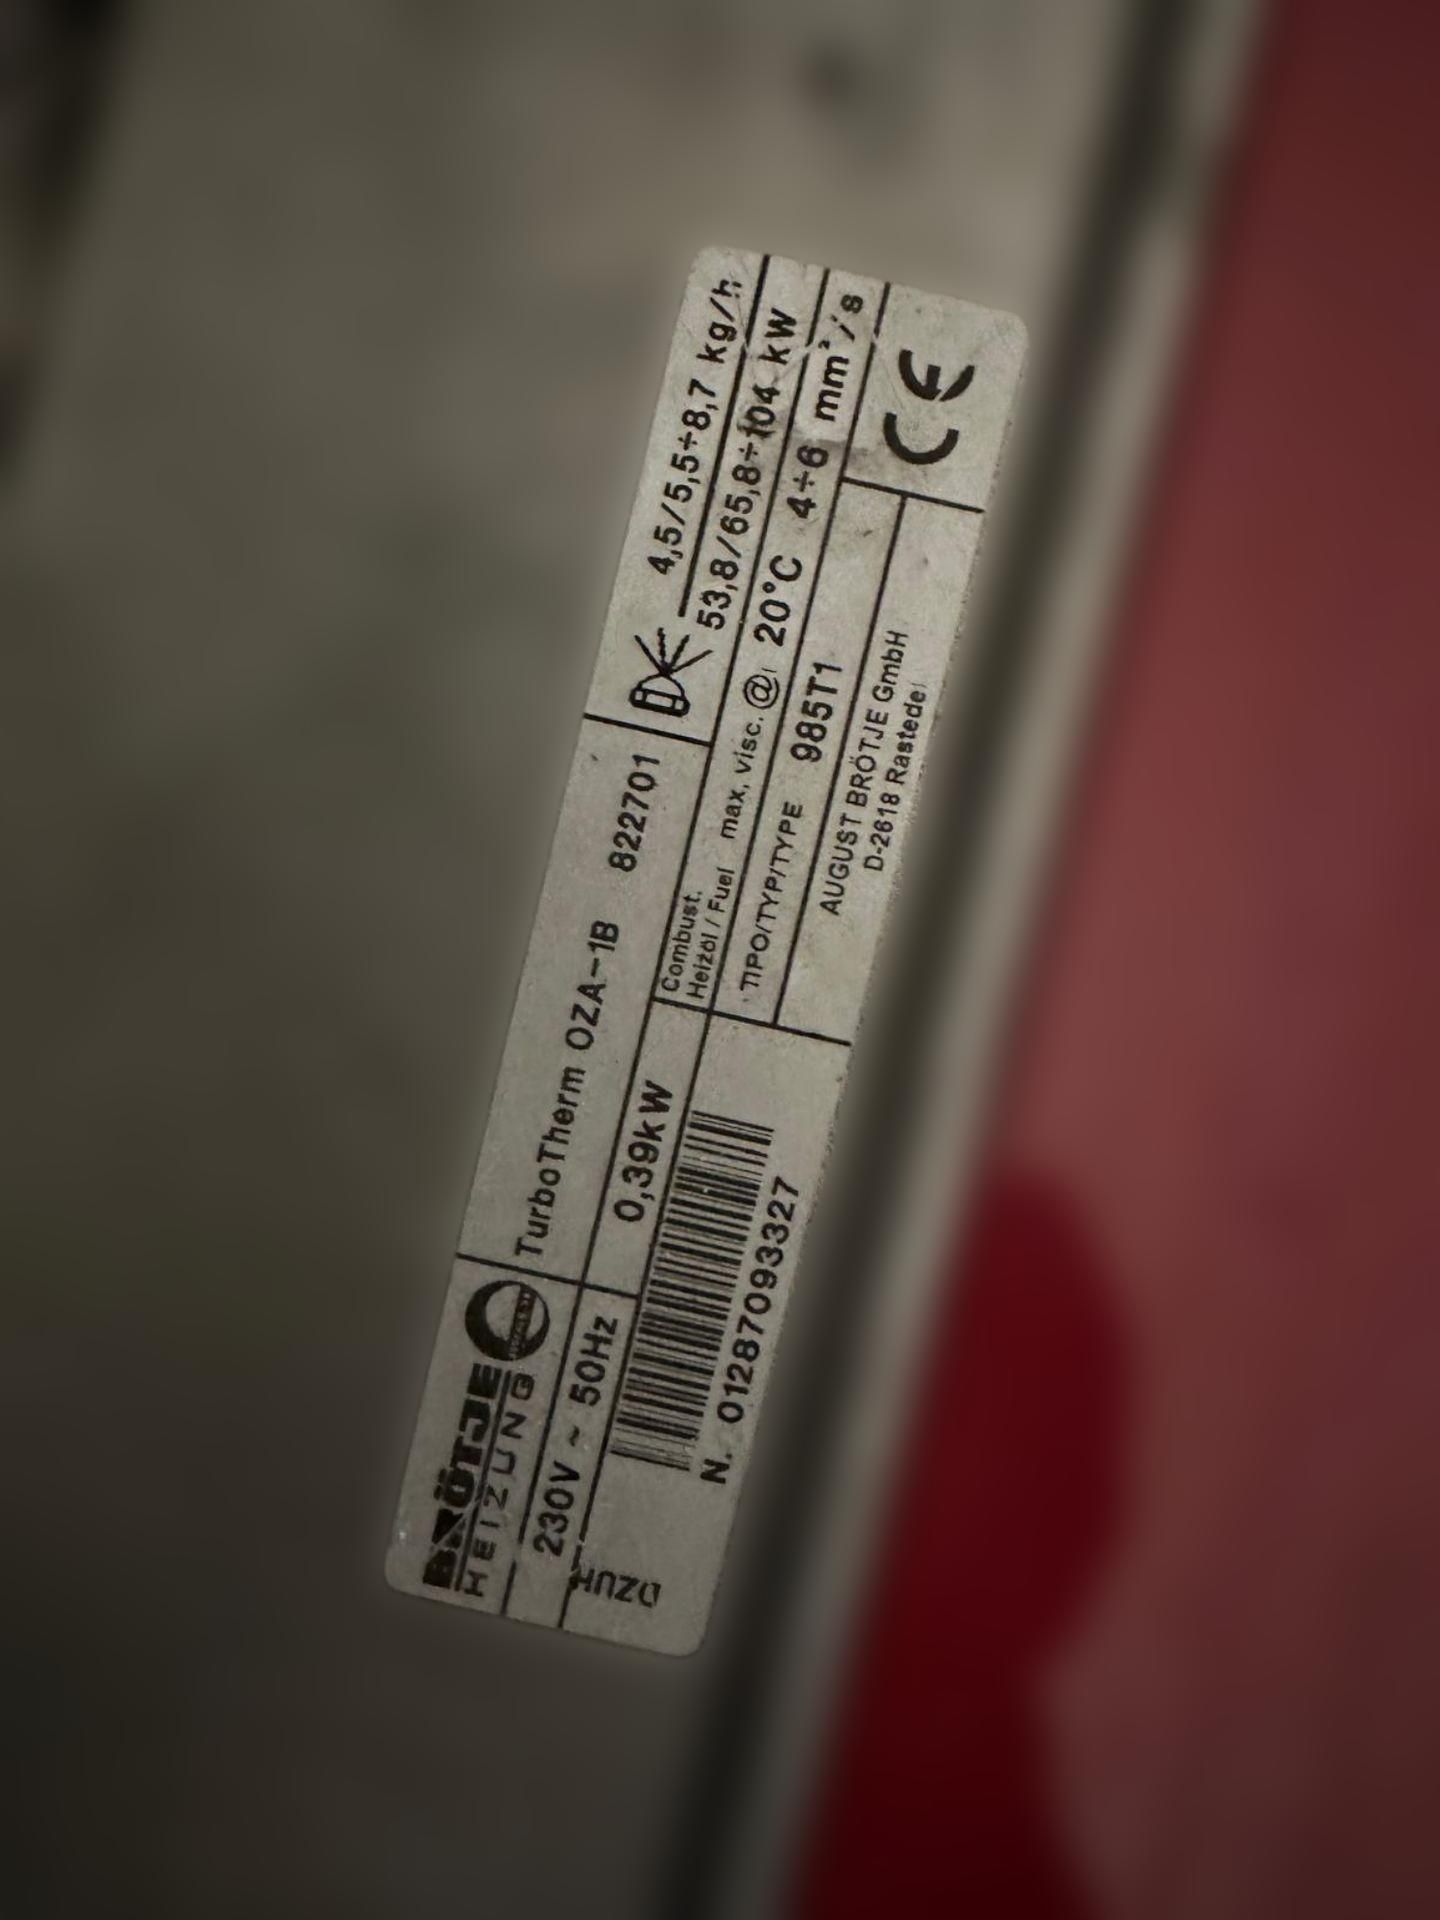 BRÖTJE
HEIZUNG
TurboTherm OZA-1B 822701
4,5/5,5÷8,7 kg/h
53,8/65,8÷104 kW
230V ~ 50Hz
0,39kW
Combust.
Heizöl / Fuel
max. visc. @ 20°C 4÷6 mm²/s
TIPO/TYP/TYPE 985T1
AUGUST BRÖTJE GmbH
D-2618 Rastede
CE
N. 01287093327